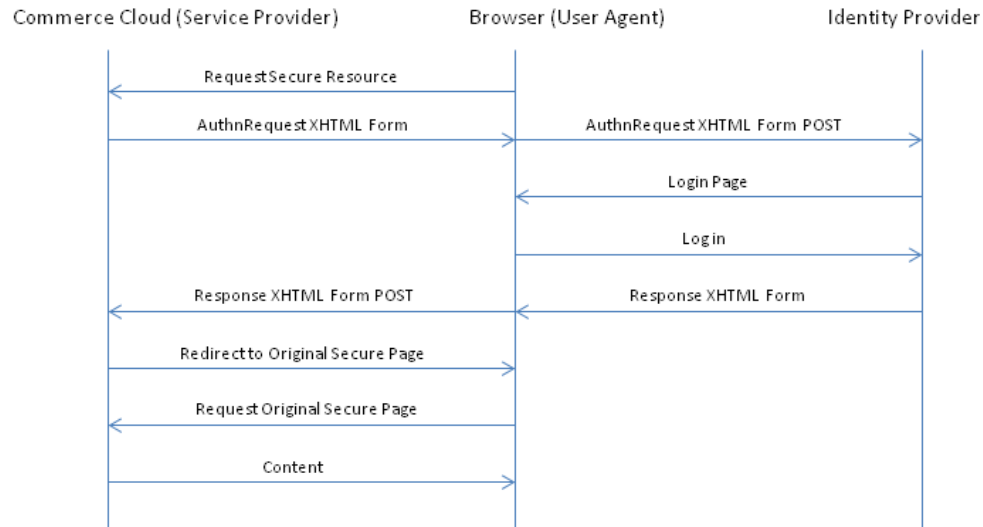 Commerce Cloud (Service Provider)
Browser (User Agent)
Identity Provider
Request Secure Resource
AuthnRequest XHTML Form
AuthnRequest XHTML Form POST
Login Page
Log in
Response XHTML Form POST
Response XHTML Form
Redirect to Original Secure Page
Request Original Secure Page
Content